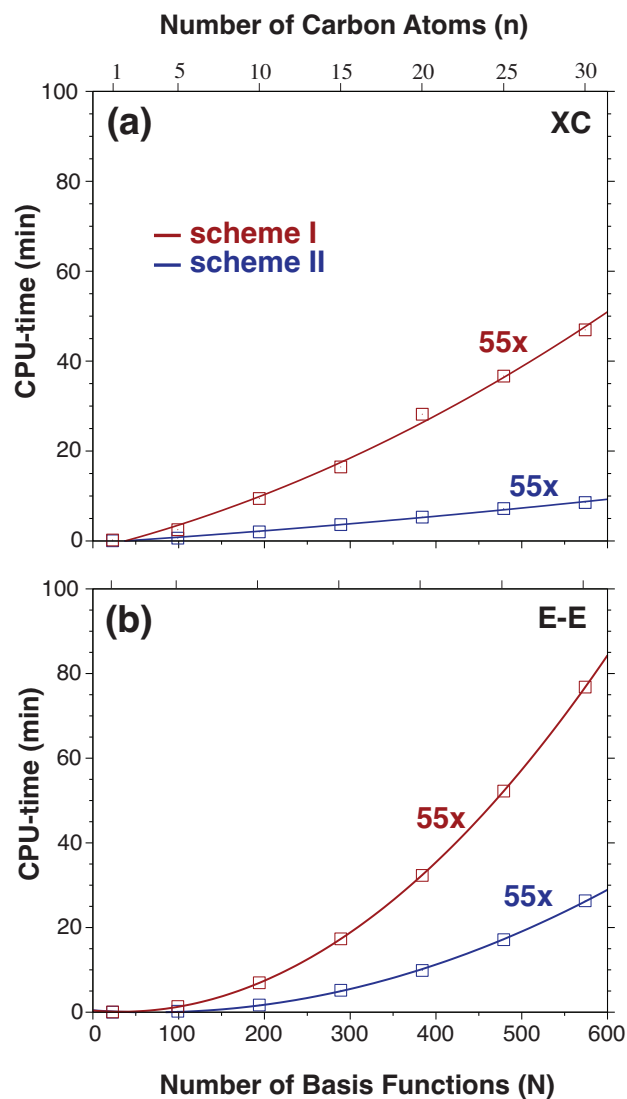 Number of Carbon Atoms (n)
1 5 10 15 20 25 30
100
80
60
40
20
0
CPU-time (min)
(a)
XC
scheme I
scheme II
55x
55x
100
80
60
40
20
0
CPU-time (min)
(b)
E-E
55x
55x
0 100 200 300 400 500 600
Number of Basis Functions (N)